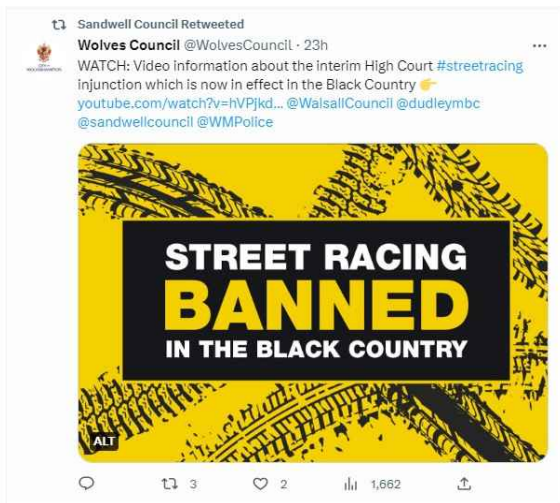 Sandwell Council Retweeted
Wolves Council @WolvesCouncil · 23h
WATCH: Video information about the interim High Court #streetracing
injunction which is now in effect in the Black Country 👉
youtube.com/watch?v=hVPjkd... @WalsallCouncil @dudleymbc
@sandwellcouncil @WMPolice
STREET RACING
BANNED
IN THE BLACK COUNTRY
ALT
3 2 1,662